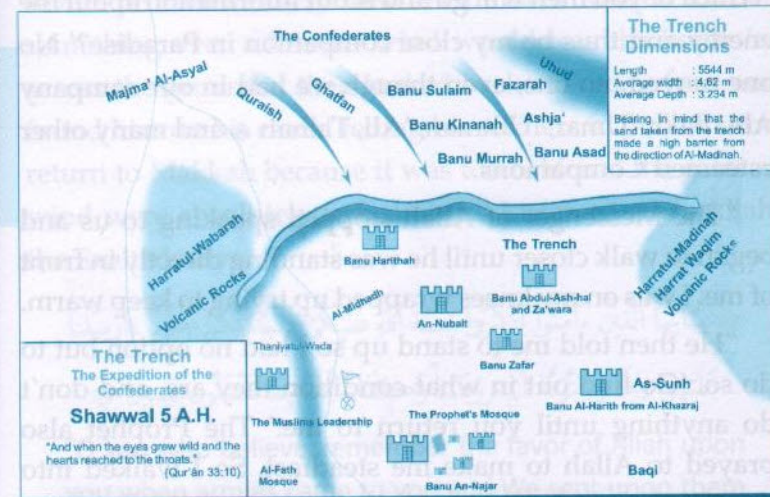 The Confederates
The Trench
Dimensions
Length : 5544 m
Average width : 4.62 m
Average Depth : 3.234 m
Bearing in mind that the
sand taken from the trench
made a high barrier from
the direction of Al-Madinah.
Majma' Al-Asyal
Quraish
Ghatfan
Banu Sulaim
Fazarah
Uhud
Banu Kinanah
Ashja'
Banu Murrah
Banu Asad
Harratul-Wabarah
Volcanic Rocks
Harratul-Madinah
(Harrat Waqim
Volcanic Rocks
Banu Harithah
The Trench
Al-Midhadh
An-Nubalt
Banu Abdul-Ash-hal
and Za'wara
Thaniyatul-Wada
Banu Zafar
The Trench
The Expedition of the
Confederates
Shawwal 5 A.H.
"And when the eyes grew wild and the
hearts reached to the throats."
(Qur'ân 33:10)
The Muslims Leadership
The Prophet's Mosque
As-Sunh
Banu Al-Harith from Al-Khazraj
Al-Fath
Mosque
Banu An-Najar
Baqi